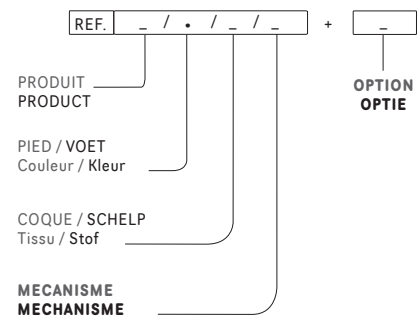 REF. _ / . / _ / _ + _
PRODUIT
PRODUCT
OPTION
OPTIE
PIED / VOET
Couleur / Kleur
COQUE / SCHELP
Tissu / Stof
MECANISME
MECHANISME